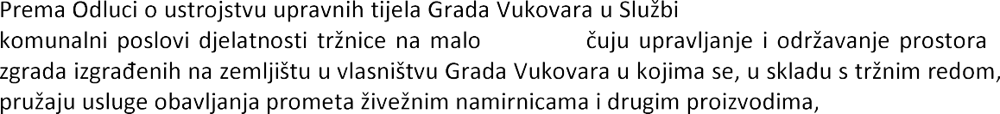 Prema Odluci o ustrojstvu upravnih tijela Grada Vukovara u Službi
komunalni poslovi djelatnosti tržnice na malo čuju upravljanje i održavanje prostora
zgrada izgrađenih na zemljištu u vlasništvu Grada Vukovara u kojima se, u skladu s tržnim redom,
pružaju usluge obavljanja prometa živežnim namirnicama i drugim proizvodima,